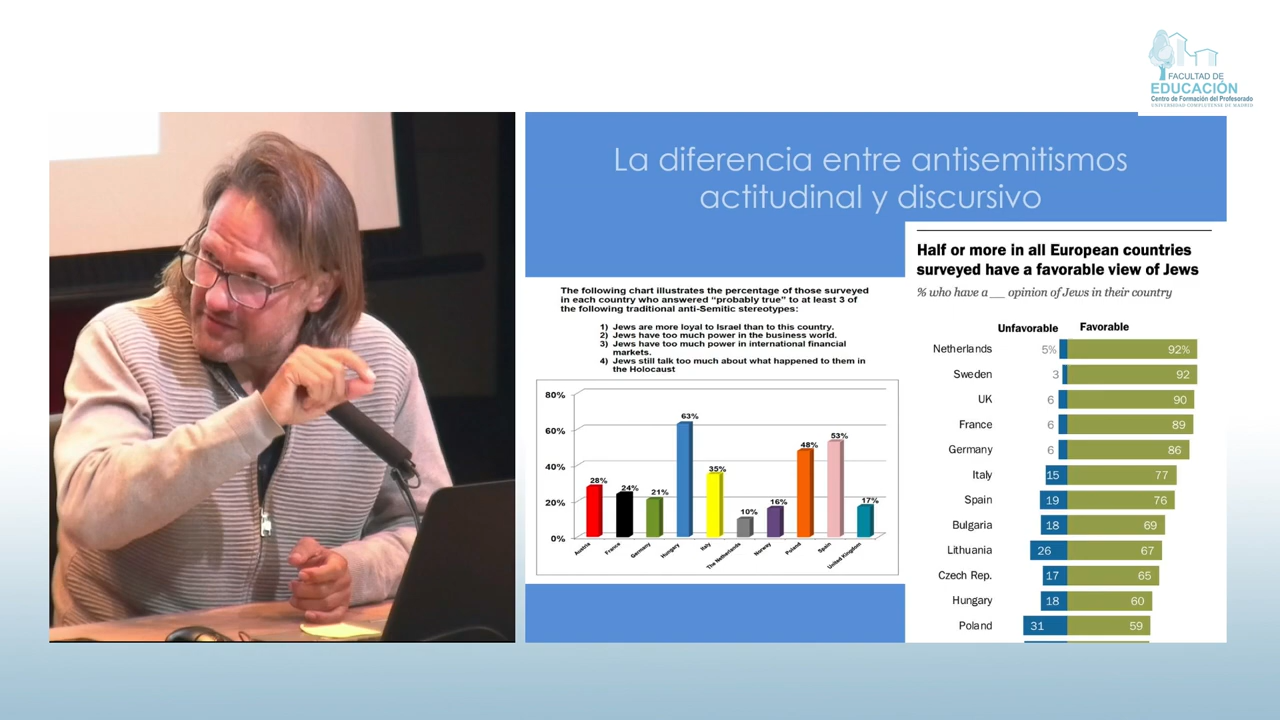 FACULTAD DE
EDUCACIÓN
Centro de Formación del Profesorado
UNIVERSIDAD COMPLUTENSE DE MADRID
La diferencia entre antisemitismos
actitudinal y discursivo
The following chart illustrates the percentage of those surveyed
in each country who answered "probably true" to at least 3 of
the following traditional anti-Semitic stereotypes:
1) Jews are more loyal to Israel than to this country.
2) Jews have too much power in the business world.
3) Jews have too much power in international financial
markets.
4) Jews still talk too much about what happened to them in
the Holocaust
80%
60%
40%
20%
0%
28%
24%
21%
63%
35%
10%
16%
48%
53%
17%
Austria
France
Germany
Hungary
Italy
The Netherlands
Norway
Poland
Spain
United Kingdom
Half or more in all European countries
surveyed have a favorable view of Jews
% who have a __ opinion of Jews in their country
Unfavorable Favorable
Netherlands 5% 92%
Sweden 3 92
UK 6 90
France 6 89
Germany 6 86
Italy 15 77
Spain 19 76
Bulgaria 18 69
Lithuania 26 67
Czech Rep. 17 65
Hungary 18 60
Poland 31 59